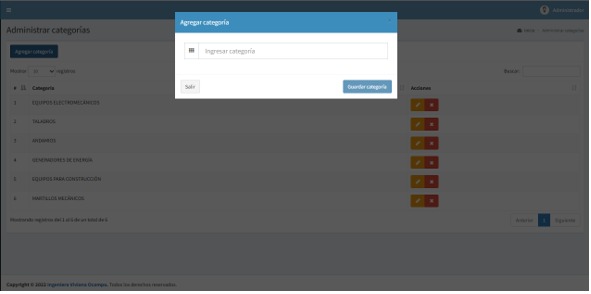 Administrador
Agregar categoría
Administrar categorías
Inicio
Administrar categorías
Agregar categoría
Ingresar categoría
Mostrar 10 registros
Buscar:
Salir
Guardar categoría
# Categoría Acciones
1 EQUIPOS ELECTROMECÁNICOS
2 TALADROS
3 ANDAMIOS
4 GENERADORES DE ENERGÍA
5 EQUIPOS PARA CONSTRUCCIÓN
6 MARTILLOS MECÁNICOS
Mostrando registros del 1 al 6 de un total de 6
Anterior 1 Siguiente
Copyright © 2022 Ingeniera Viviana Ocampo. Todos los derechos reservados.